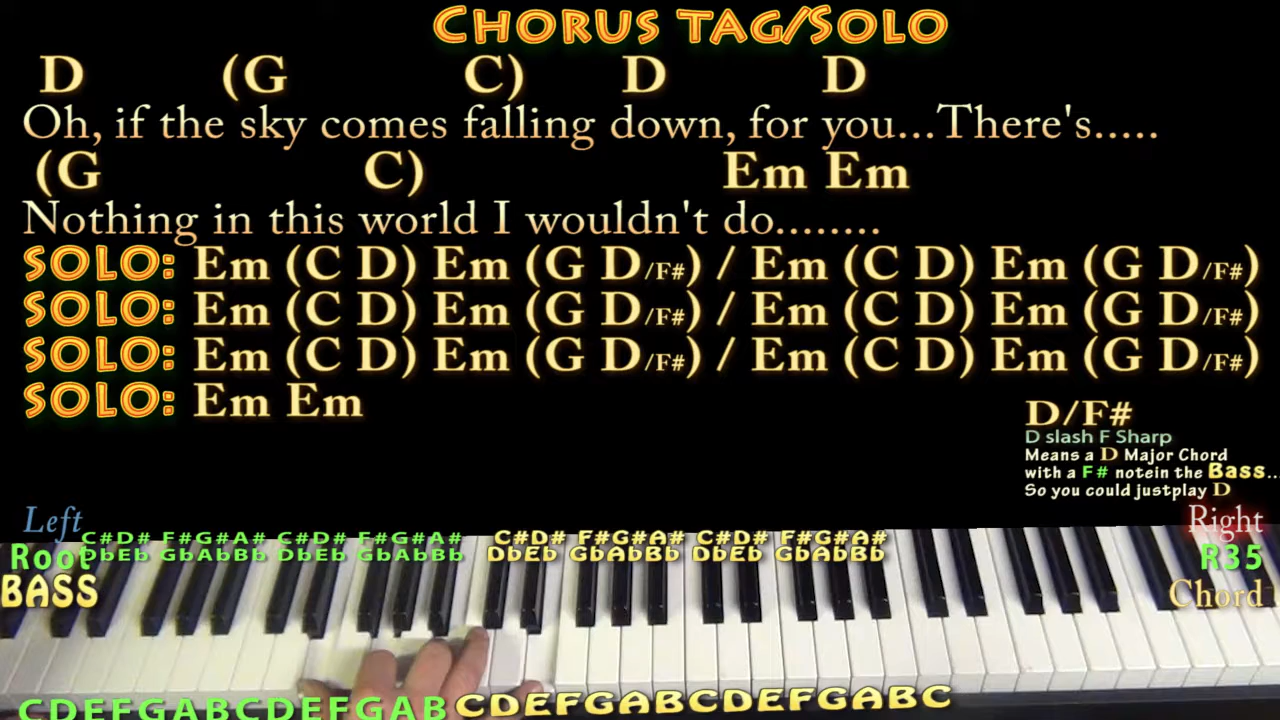 CHORUS TAG/SOLO
D (G C) D D
Oh, if the sky comes falling down, for you...There's.....
(G C) Em Em
Nothing in this world I wouldn't do........
SOLO: Em (C D) Em (G D/F#) / Em (C D) Em (G D/F#)
SOLO: Em (C D) Em (G D/F#) / Em (C D) Em (G D/F#)
SOLO: Em (C D) Em (G D/F#) / Em (C D) Em (G D/F#)
SOLO: Em Em
D/F#
D slash F Sharp
Means a D Major Chord
with a F# notein the Bass...
So you could justplay D
Left
Right
C#D# F#G#A# C#D# F#G#A# C#D# F#G#A# C#D# F#G#A#
Root DbEb GbAbBb DbEb GbAbBb DbEb GbAbBb DbEb GbAbBb R35
BASS
Chord
CDEFGABCDEFGAB CDEFGABCDEFGABC